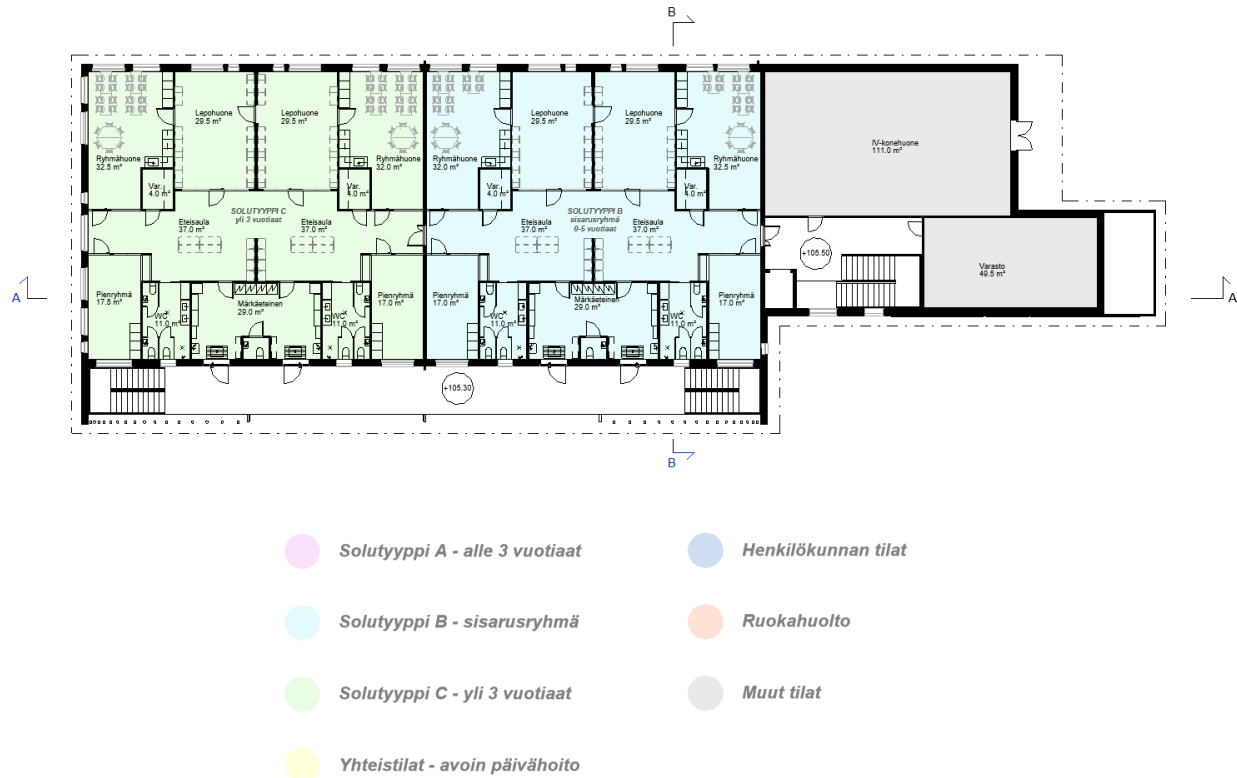 B
Lepohuone
29.5 m²
Lepohuone
29.5 m²
Lepohuone
29.5 m²
Lepohuone
29.5 m²
IV-konehuone
111.0 m²
Ryhmähuone
32.5 m²
Ryhmähuone
32.0 m²
Ryhmähuone
32.0 m²
Ryhmähuone
32.5 m²
Var.
4.0 m²
Var.
4.0 m²
Var.
4.0 m²
Var.
4.0 m²
Eteisaula
37.0 m²
SOLUTYYPPI C
yli 3 vuotiaat
Eteisaula
37.0 m²
Eteisaula
37.0 m²
SOLUTYYPPI B
sisarusryhmä
0-5 vuotiaat
Eteisaula
37.0 m²
+105.50
Varasto
49.5 m²
A
A
Pienryhmä
17.5 m²
WC
11.0 m²
Märkäeteinen
29.0 m²
WC
11.0 m²
Pienryhmä
17.0 m²
Pienryhmä
17.0 m²
WC
11.0 m²
Märkäeteinen
29.0 m²
WC
11.0 m²
Pienryhmä
17.0 m²
+105.30
B
Solutyyppi A - alle 3 vuotiaat
Solutyyppi B - sisarusryhmä
Solutyyppi C - yli 3 vuotiaat
Yhteistilat - avoin päivähoito
Henkilökunnan tilat
Ruokahuolto
Muut tilat